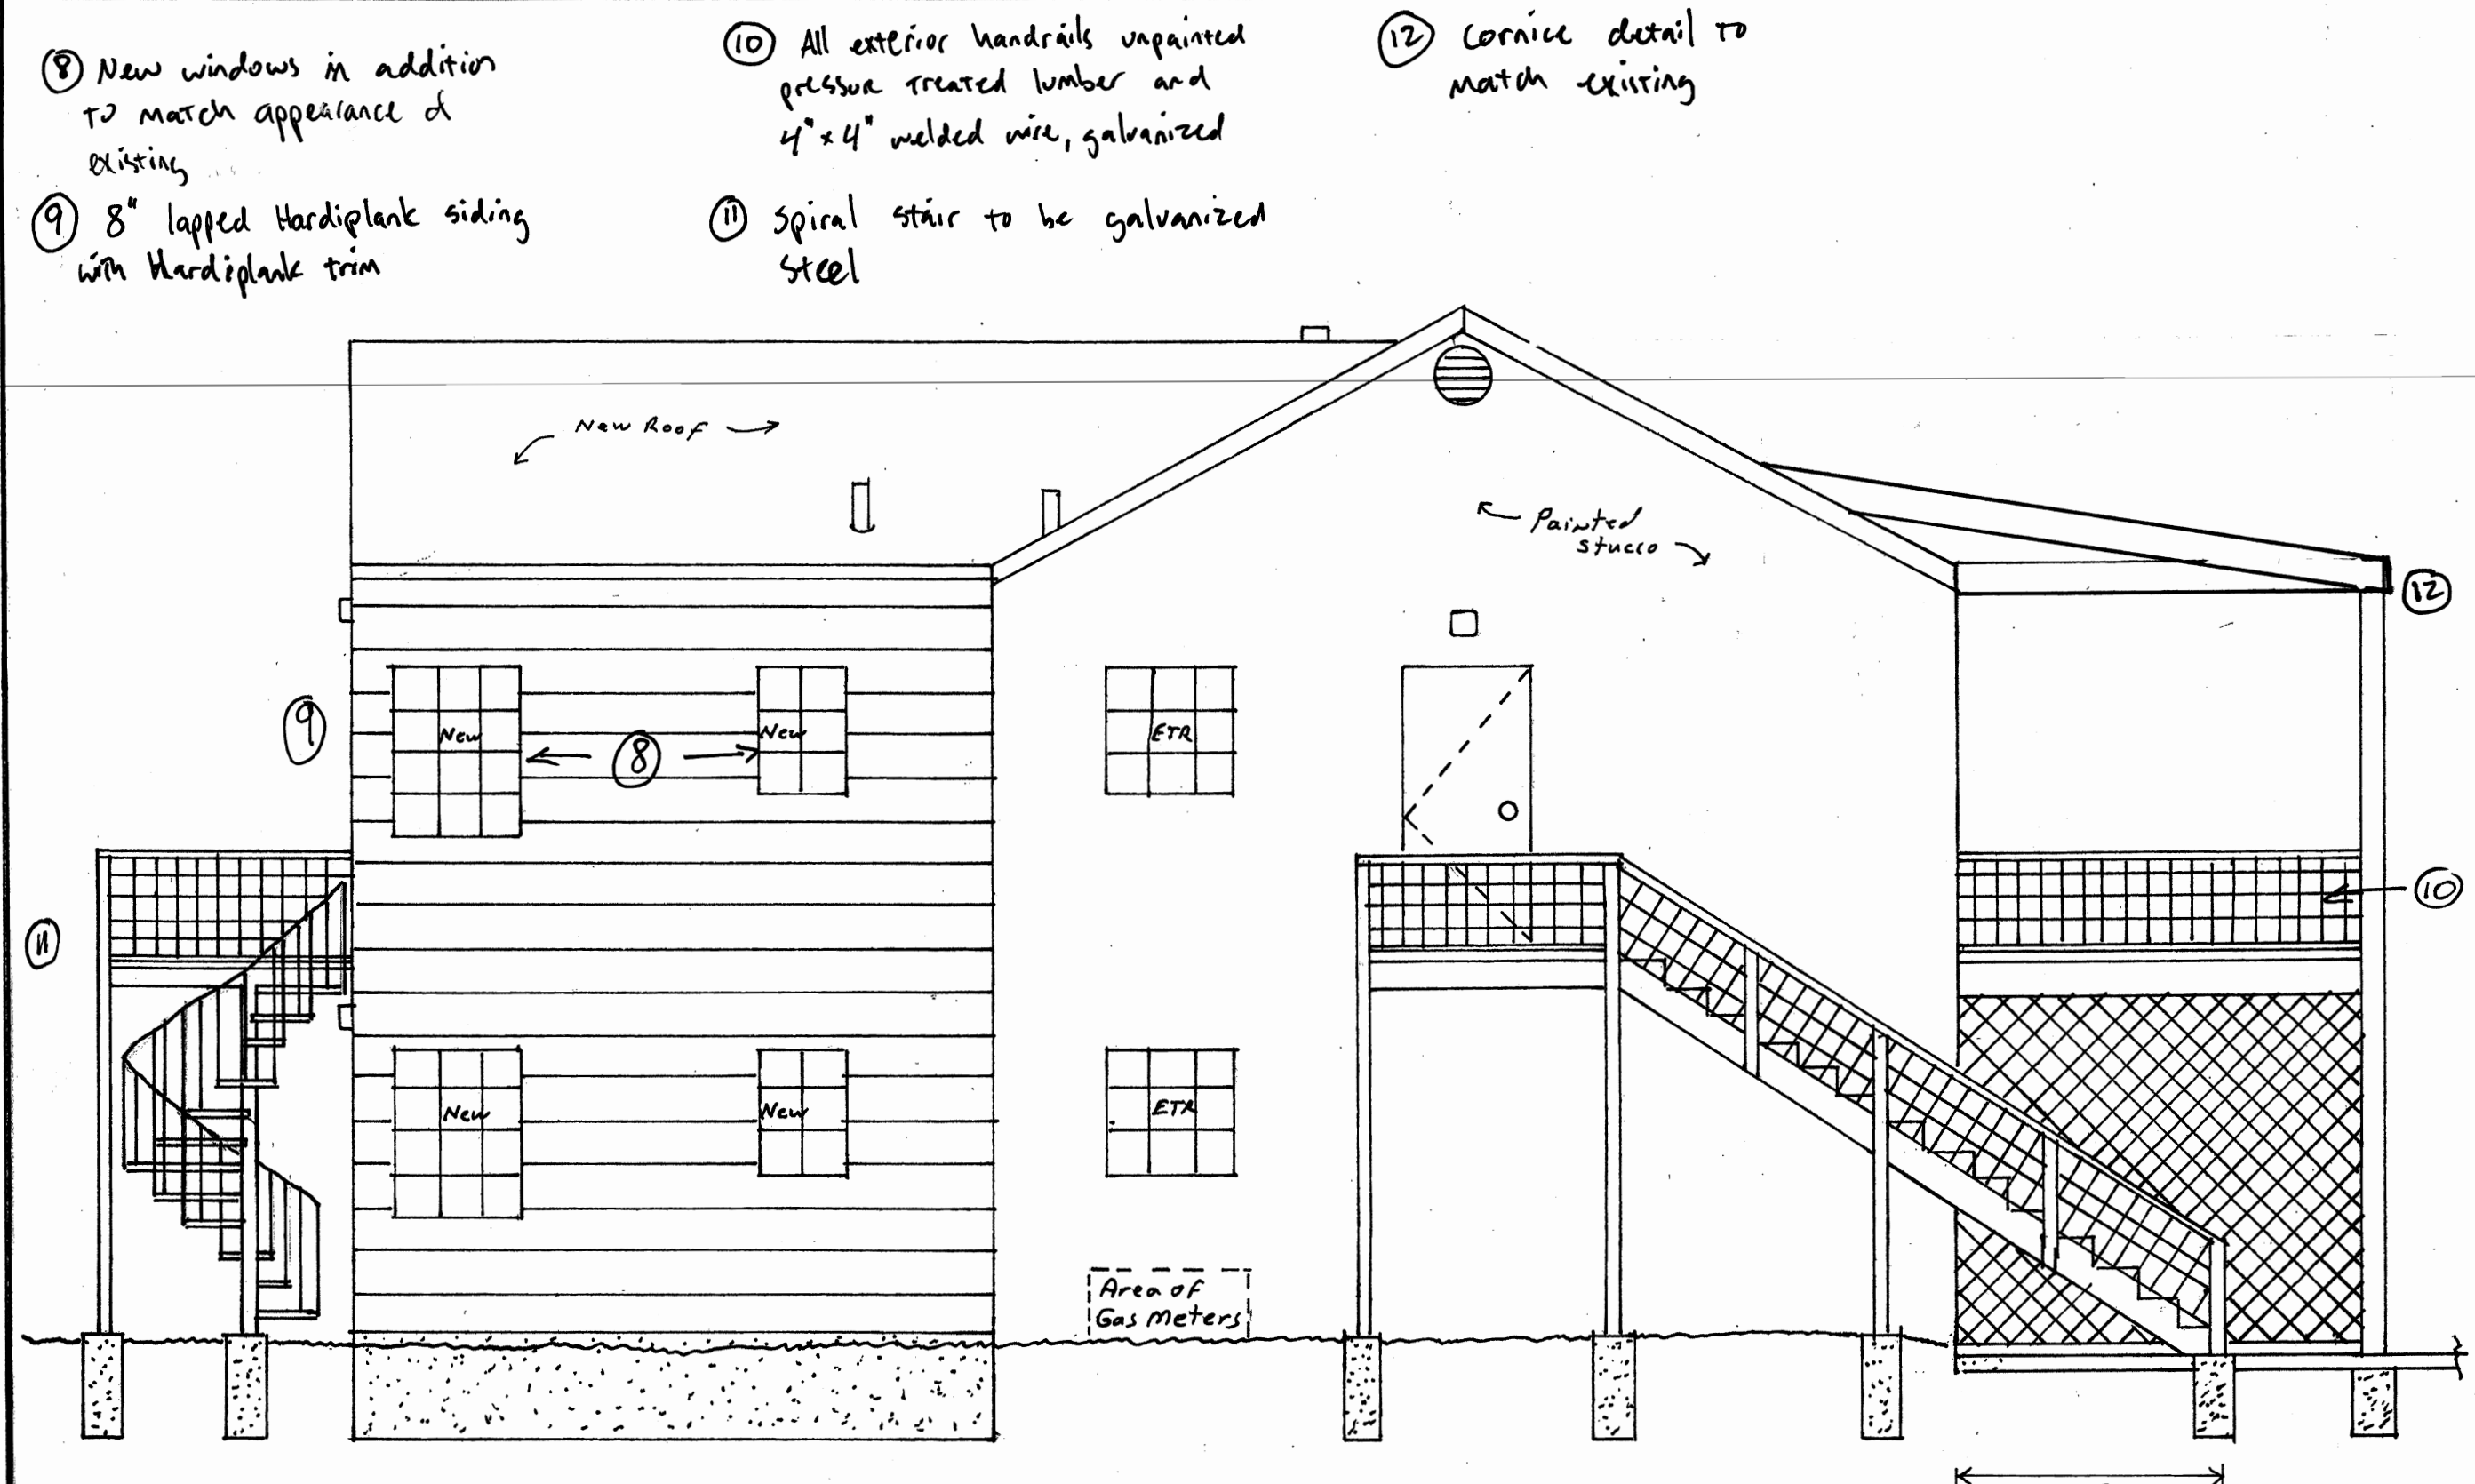 ⑧ New windows in addition
to match appearance of
existing
⑨ 8" lapped Hardiplank siding
with Hardiplank trim
⑩ All exterior handrails unpainted
pressure treated lumber and
4" x 4" welded wire, galvanized
⑪ Spiral stair to be galvanized
steel
⑫ Cornice detail to
match existing
New Roof
Painted
stucco
⑫
⑨
New
⑧
New
ETR
⑩
⑪
New
New
ETR
Area of
Gas Meters